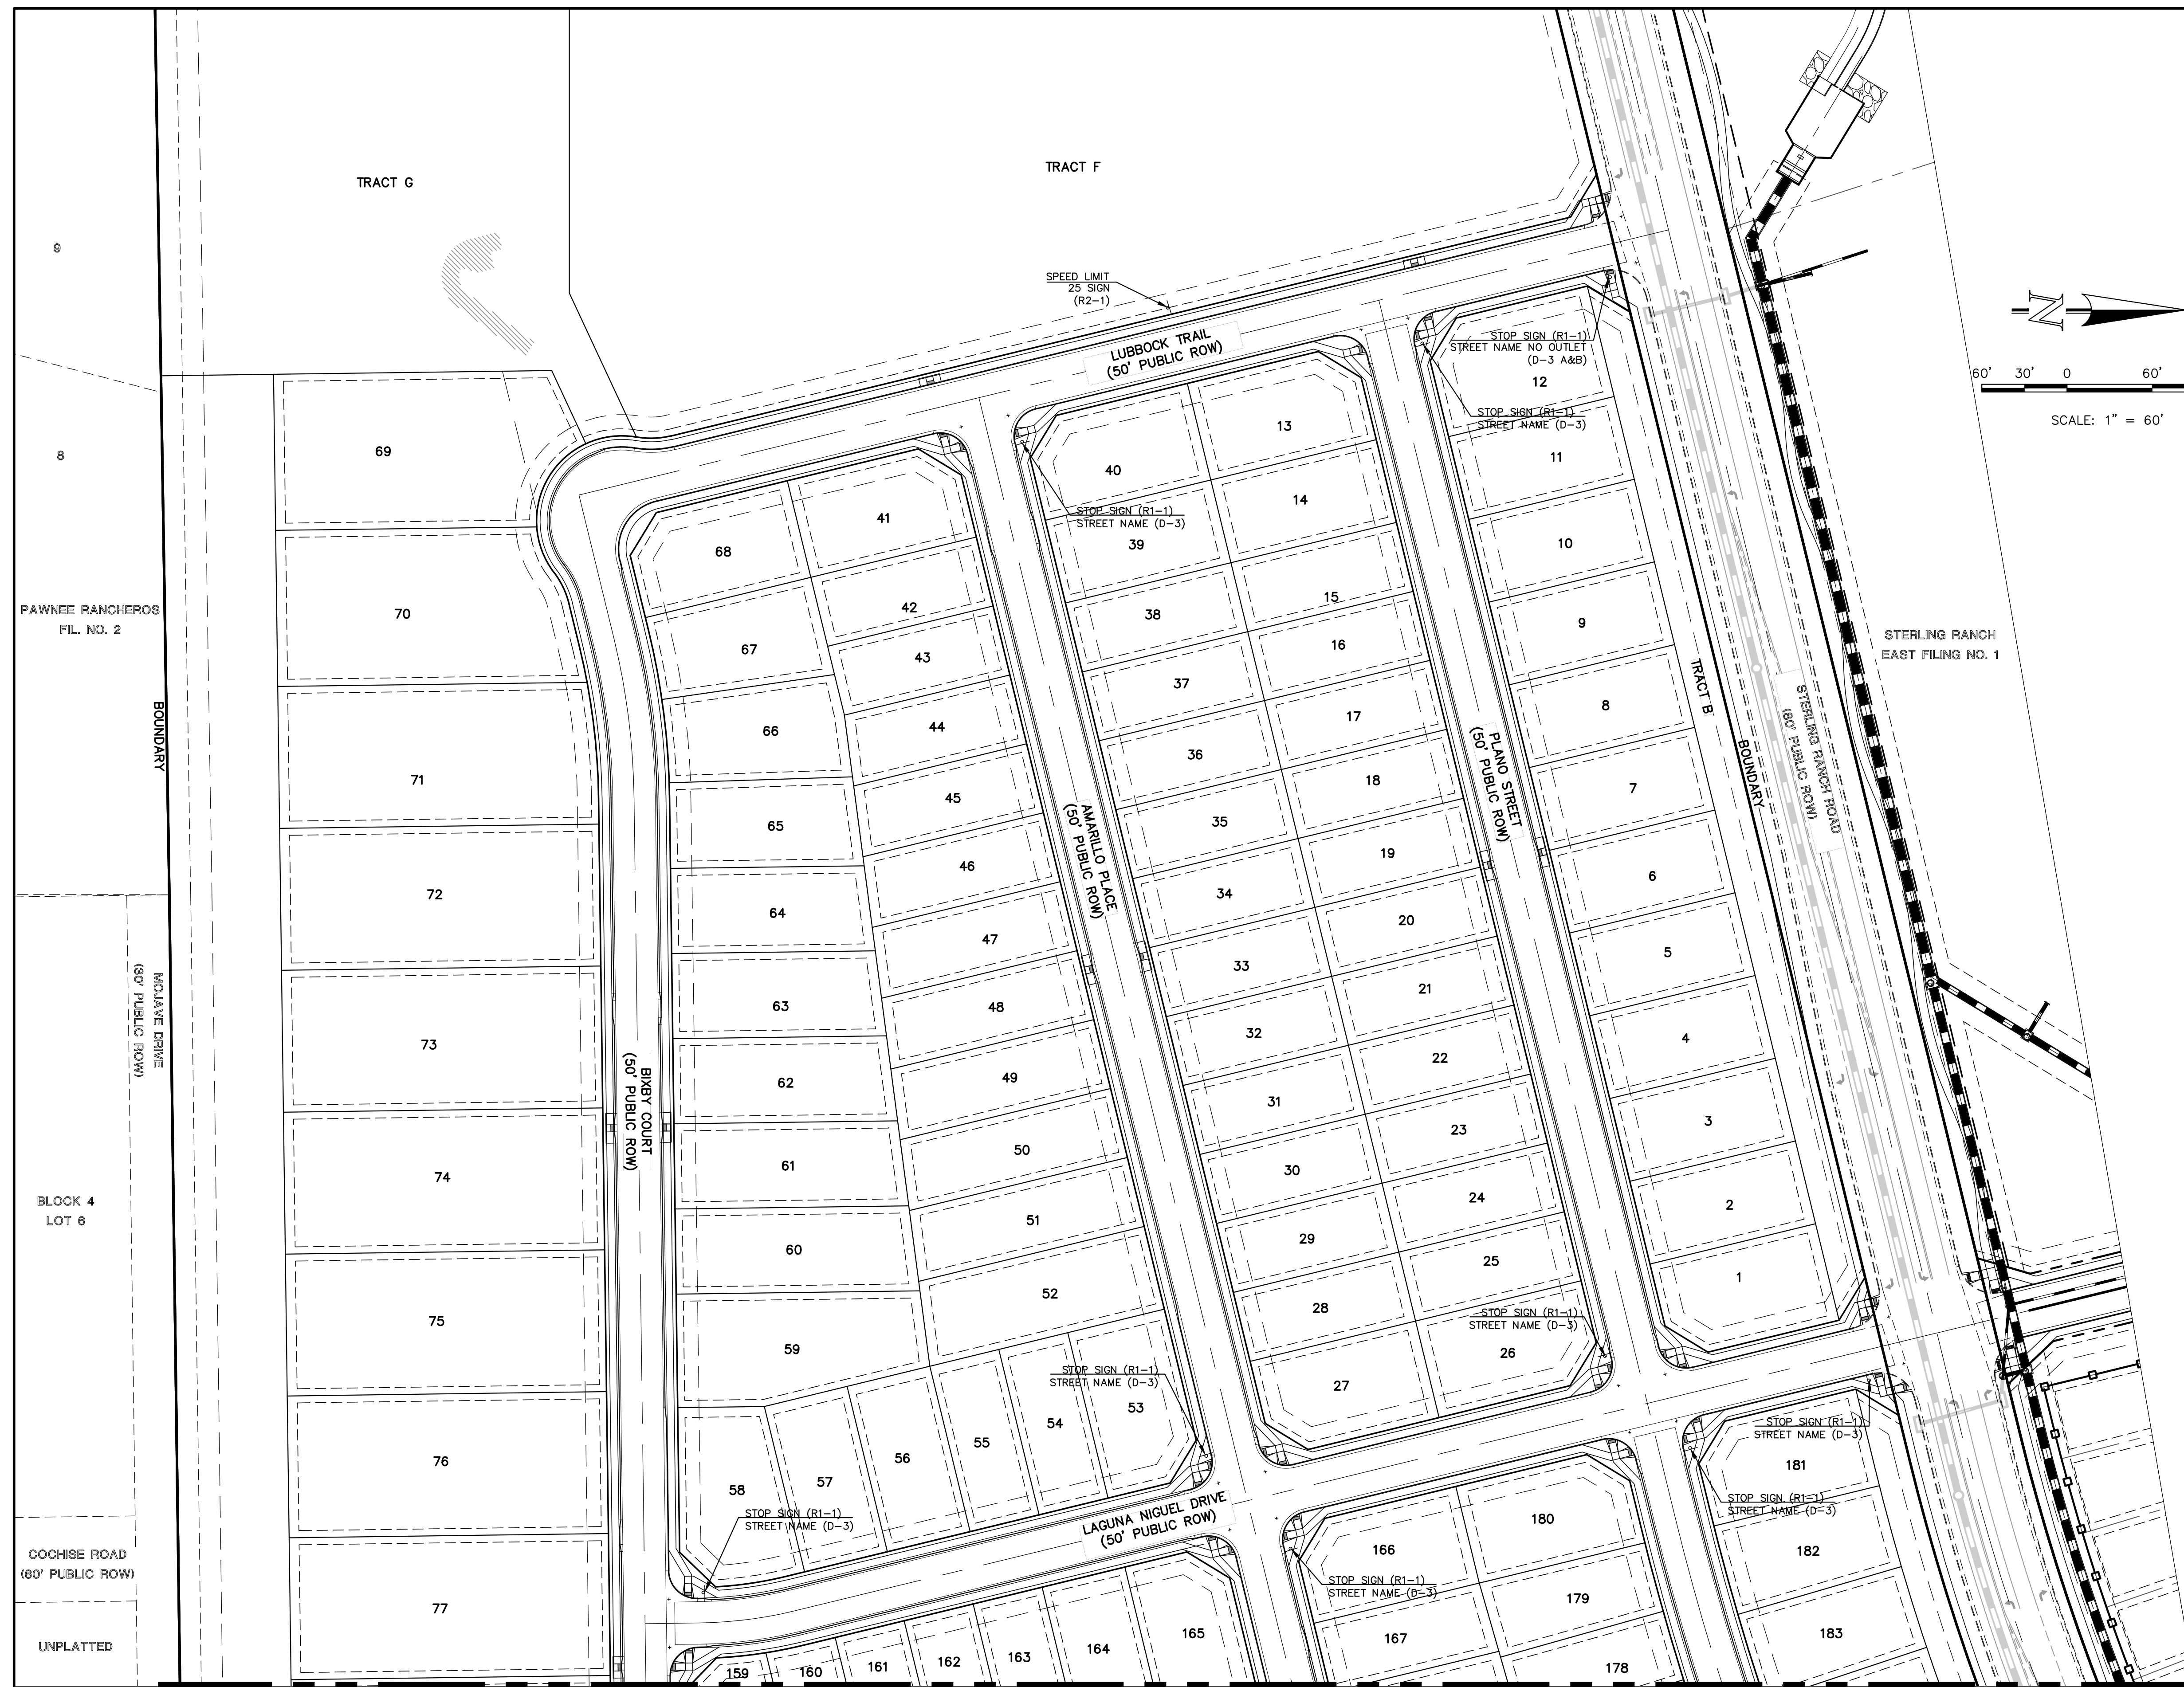 TRACT G
TRACT F
9
SPEED LIMIT
25 SIGN
(R2-1)
LUBBOCK TRAIL
(50' PUBLIC ROW)
STOP SIGN (R1-1)
STREET NAME NO OUTLET
(D-3 A&B)
12
N
60' 30' 0 60'
SCALE: 1" = 60'
STOP SIGN (R1-1)
STREET NAME (D-3)
8
69
40
13
11
STOP SIGN (R1-1)
STREET NAME (D-3)
68
41
39
14
10
PAWNEE RANCHEROS
FIL. NO. 2
70
67
42
38
15
9
STERLING RANCH
EAST FILING NO. 1
BOUNDARY
43
37
16
8
TRACT B
BOUNDARY
STERLING RANCH ROAD
(80' PUBLIC ROW)
71
66
44
36
17
7
PLANO STREET
(50' PUBLIC ROW)
65
45
35
18
AMARILLO PLACE
(50' PUBLIC ROW)
72
64
46
34
19
6
47
33
20
5
MOJAVE DRIVE
(30' PUBLIC ROW)
73
63
48
32
21
4
BIXBY COURT
(50' PUBLIC ROW)
62
49
31
22
3
74
61
50
30
23
BLOCK 4
LOT 6
60
51
29
24
2
75
59
52
28
25
1
STOP SIGN (R1-1)
STREET NAME (D-3)
26
27
STOP SIGN (R1-1)
STREET NAME (D-3)
53
54
55
56
57
58
76
STOP SIGN (R1-1)
STREET NAME (D-3)
181
STOP SIGN (R1-1)
STREET NAME (D-3)
STOP SIGN (R1-1)
STREET NAME (D-3)
LAGUNA NIGUEL DRIVE
(50' PUBLIC ROW)
166
180
182
COCHISE ROAD
(60' PUBLIC ROW)
STOP SIGN (R1-1)
STREET NAME (D-3)
77
UNPLATTED
159
160
161
162
163
164
165
167
179
178
183